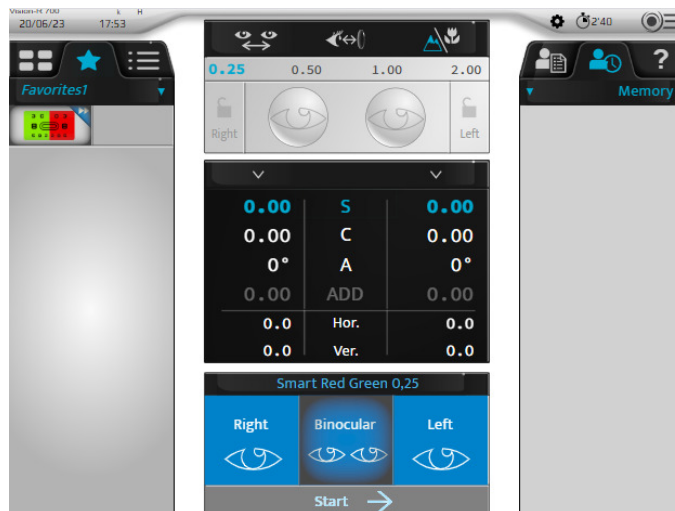 Vision-R 700 k H
20/06/23 17:53
2'40
Favorites1
Memory
?
0.25 0.50 1.00 2.00
Right Left
0.00 S 0.00
0.00 C 0.00
0° A 0°
0.00 ADD 0.00
0.0 Hor. 0.0
0.0 Ver. 0.0
Smart Red Green 0,25
Right Binocular Left
Start